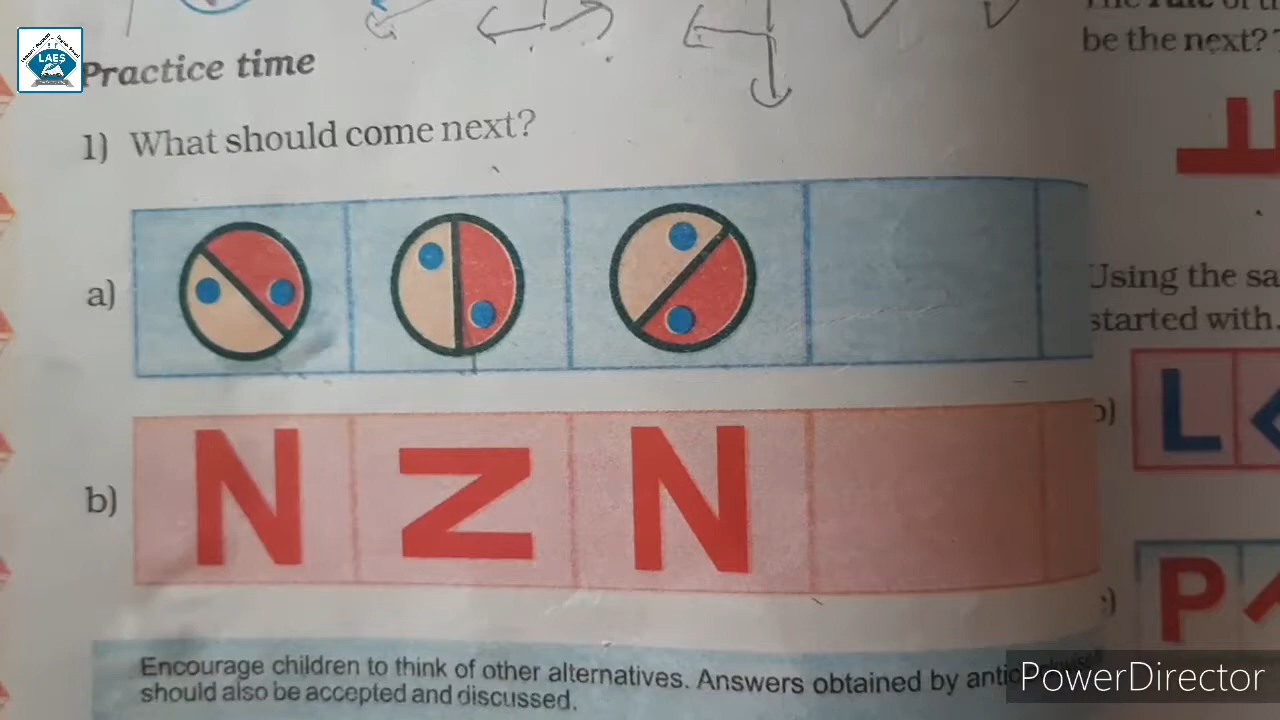 be the next?
LAES
Practice time
1) What should come next?
a)
Using the sa
started with.
L
b)
N Z N
P
Encourage children to think of other alternatives. Answers obtained by antic
should also be accepted and discussed.
PowerDirector